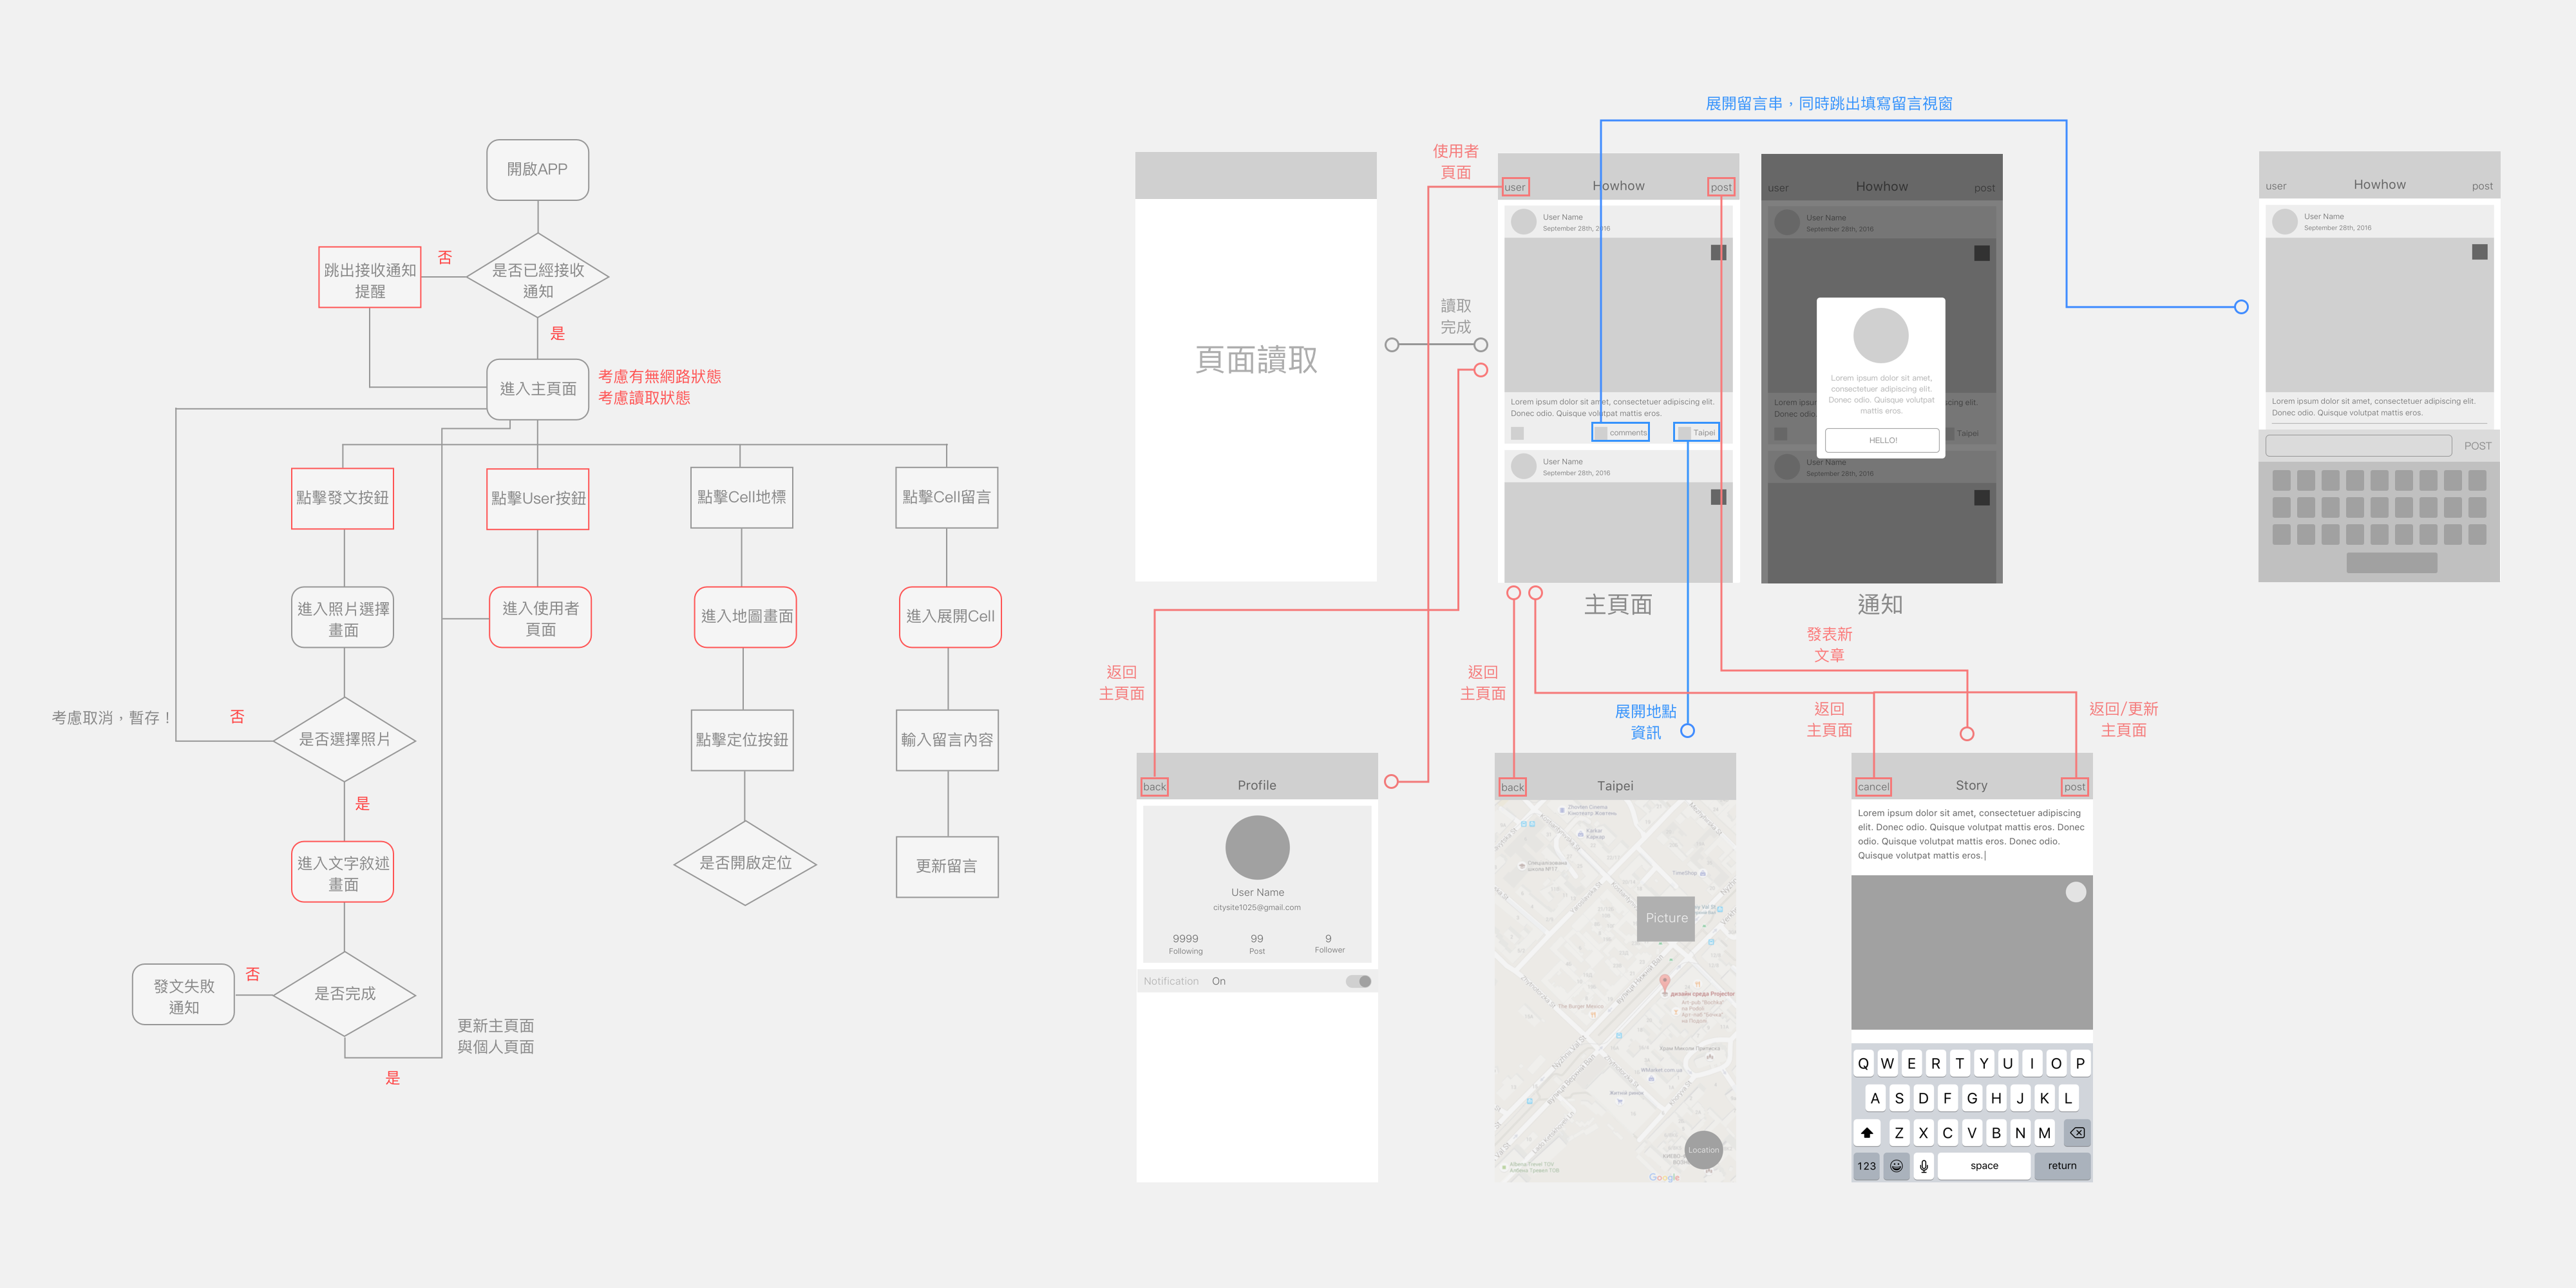 開啟APP
是否已經接收
通知
否
跳出接收通知
提醒
是
進入主頁面
考慮有無網路狀態
考慮讀取狀態
點擊發文按鈕
點擊User按鈕
點擊Cell地標
點擊Cell留言
進入照片選擇
畫面
進入使用者
頁面
進入地圖畫面
進入展開Cell
考慮取消，暫存！
否
是否選擇照片
點擊定位按鈕
輸入留言內容
是
進入文字敘述
畫面
是否開啟定位
更新留言
發文失敗
通知
否
是否完成
更新主頁面
與個人頁面
是
頁面讀取
讀取
完成
使用者
頁面
展開留言串，同時跳出填寫留言視窗
user
Howhow
post
User Name
September 28th, 2016
Lorem ipsum dolor sit amet, consectetuer adipiscing elit.
Donec odio. Quisque volutpat mattis eros.
comments
Taipei
User Name
September 28th, 2016
主頁面
user
Howhow
post
User Name
September 28th, 2016
Lorem ipsum dolor sit amet,
consectetuer adipiscing elit.
Donec odio. Quisque volutpat
mattis eros.
HELLO!
Lorem ipsu
cing elit.
Donec odio
Taipei
User Name
September 28th, 2016
通知
user
Howhow
post
User Name
September 28th, 2016
Lorem ipsum dolor sit amet, consectetuer adipiscing elit.
Donec odio. Quisque volutpat mattis eros.
POST
返回
主頁面
返回
主頁面
展開地點
資訊
發表新
文章
返回
主頁面
返回/更新
主頁面
back
Profile
User Name
citysite1025@gmail.com
9999
Following
99
Post
9
Follower
Notification
On
back
Taipei
Zhovten Cinema
Кінотеатр Жовтень
TimeShop
Picture
дизайн среда Projector
The Burger Mexico
Житній ринок
Location
Google
cancel
Story
post
Lorem ipsum dolor sit amet, consectetuer adipiscing
elit. Donec odio. Quisque volutpat mattis eros. Donec
odio. Quisque volutpat mattis eros. Donec odio.
Quisque volutpat mattis eros.
Q W E R T Y U I O P
A S D F G H J K L
Z X C V B N M
123
space
return